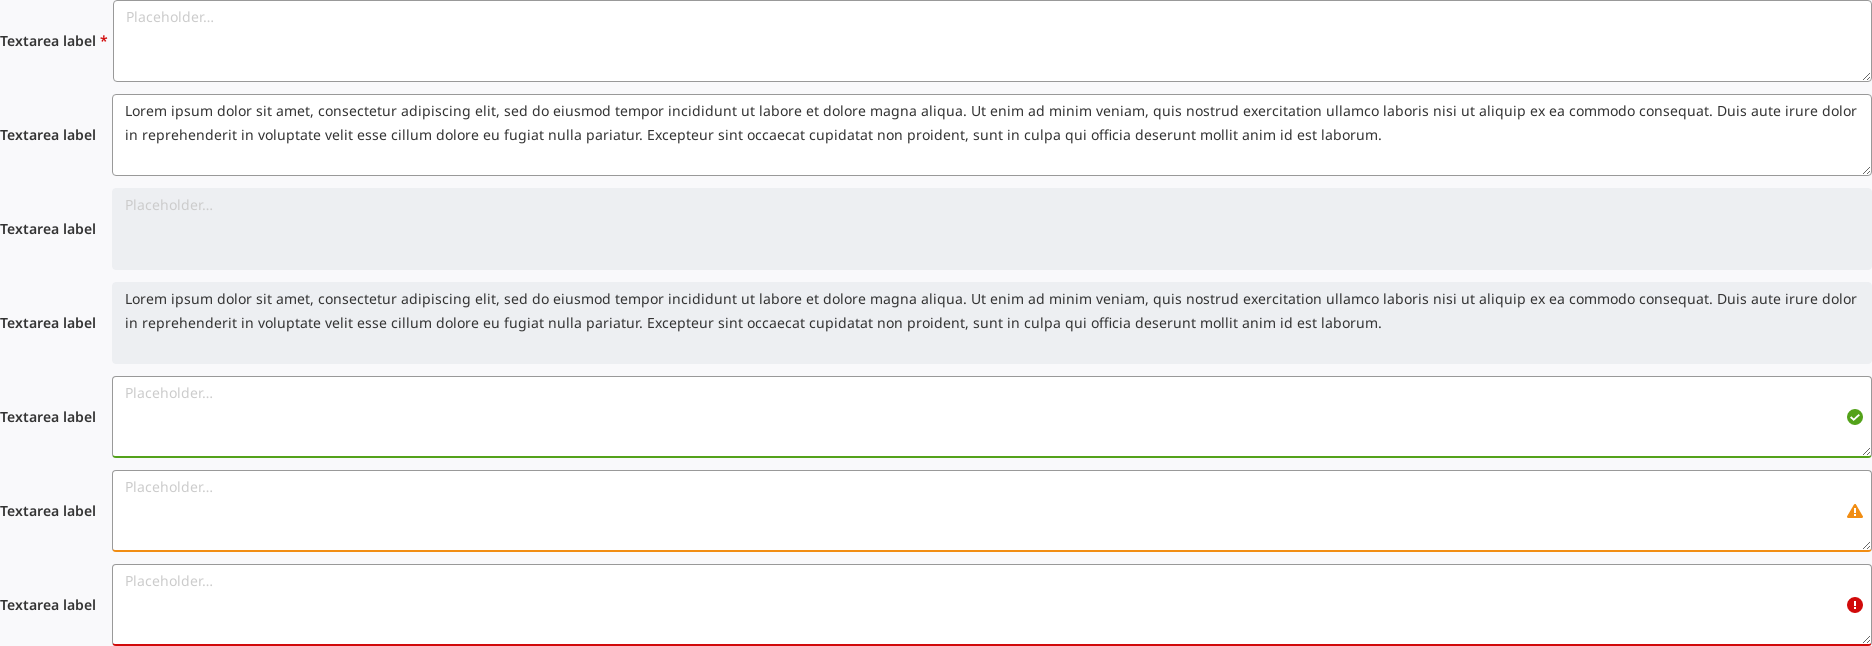 Placeholder...
Textarea label *
Lorem ipsum dolor sit amet, consectetur adipiscing elit, sed do eiusmod tempor incididunt ut labore et dolore magna aliqua. Ut enim ad minim veniam, quis nostrud exercitation ullamco laboris nisi ut aliquip ex ea commodo consequat. Duis aute irure dolor
Textarea label in reprehenderit in voluptate velit esse cillum dolore eu fugiat nulla pariatur. Excepteur sint occaecat cupidatat non proident, sunt in culpa qui officia deserunt mollit anim id est laborum.
Placeholder...
Textarea label
Lorem ipsum dolor sit amet, consectetur adipiscing elit, sed do eiusmod tempor incididunt ut labore et dolore magna aliqua. Ut enim ad minim veniam, quis nostrud exercitation ullamco laboris nisi ut aliquip ex ea commodo consequat. Duis aute irure dolor
Textarea label in reprehenderit in voluptate velit esse cillum dolore eu fugiat nulla pariatur. Excepteur sint occaecat cupidatat non proident, sunt in culpa qui officia deserunt mollit anim id est laborum.
Placeholder...
Textarea label
Placeholder...
Textarea label
Placeholder...
Textarea label